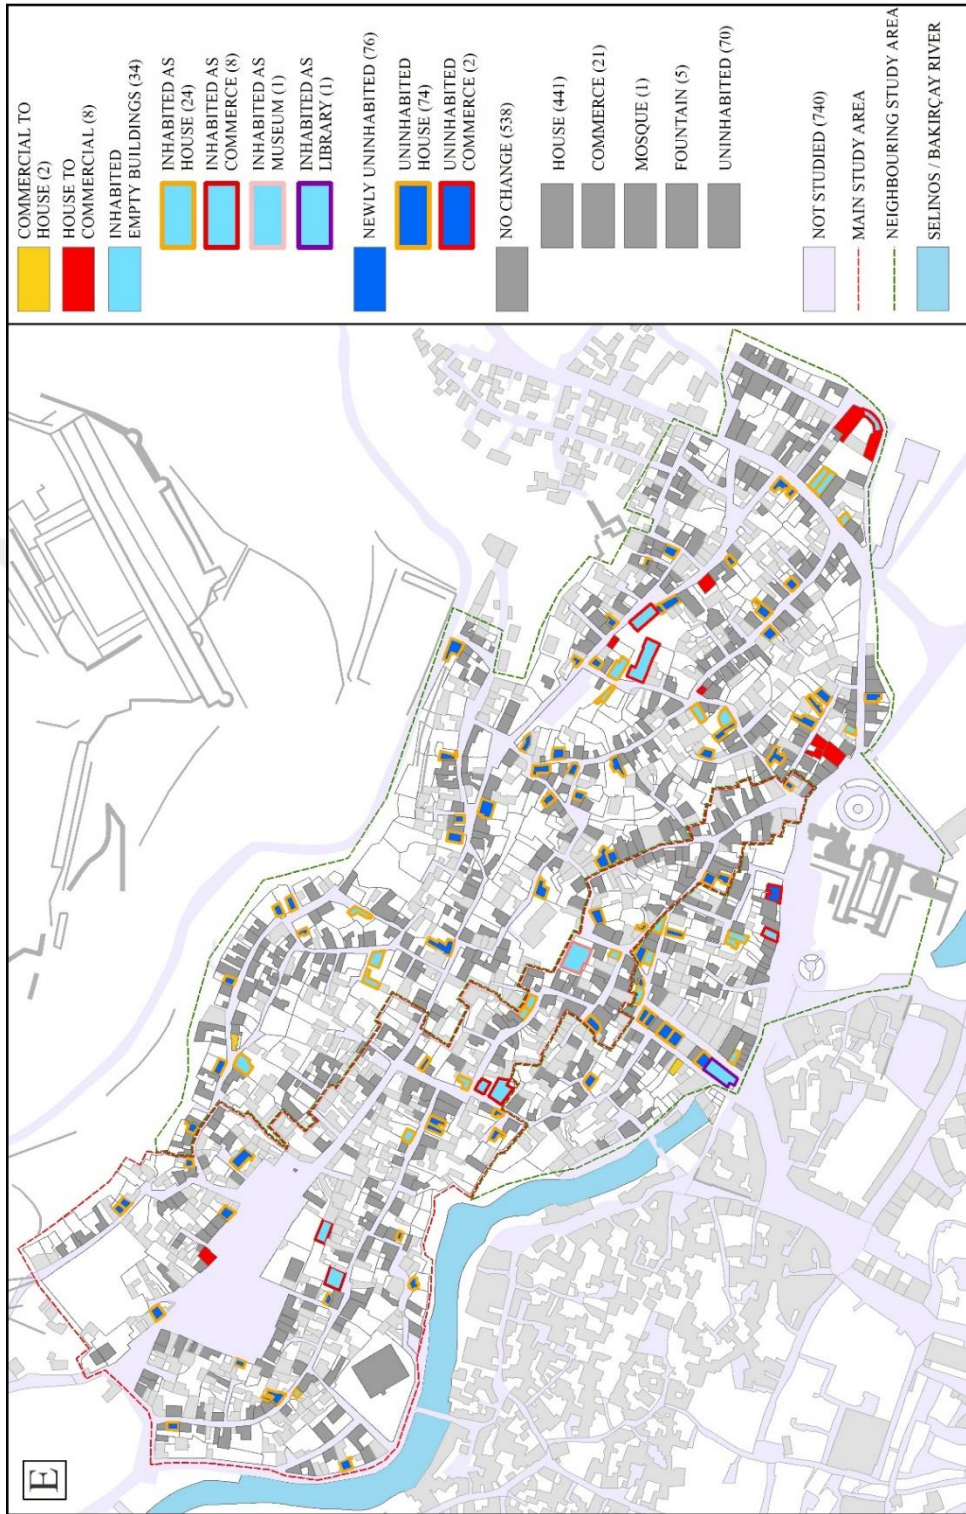 COMMERCIAL TO
HOUSE (2)
HOUSE TO
COMMERCIAL (8)
INHABITED
EMPTY BUILDINGS (34)
INHABITED AS
HOUSE (24)
INHABITED AS
COMMERCE (8)
INHABITED AS
MUSEUM (1)
INHABITED AS
LIBRARY (1)
NEWLY UNINHABITED (76)
UNINHABITED
HOUSE (74)
UNINHABITED
COMMERCE (2)
NO CHANGE (538)
HOUSE (441)
COMMERCE (21)
MOSQUE (1)
FOUNTAIN (5)
UNINHABITED (70)
NOT STUDIED (740)
MAIN STUDY AREA
NEIGHBOURING STUDY AREA
SELINOS / BAKIRÇAY RIVER
E